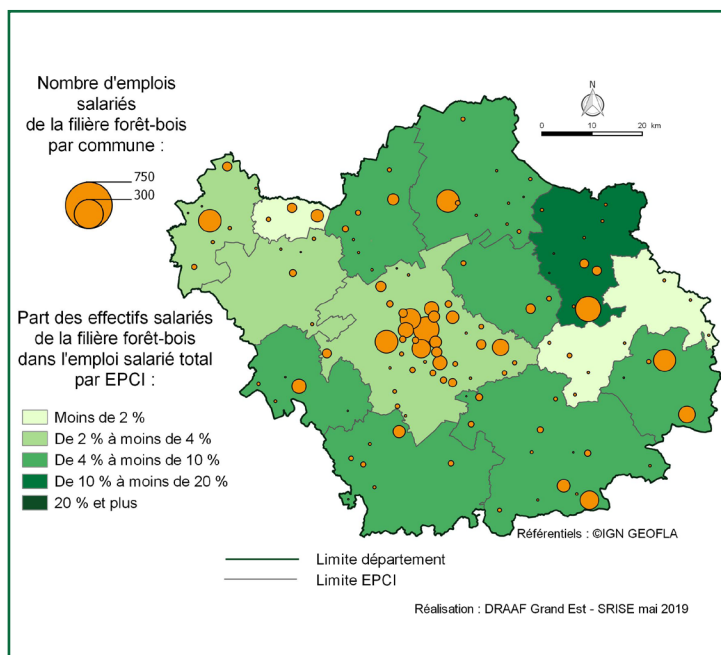 Nombre d'emplois
salariés
de la filière forêt-bois
par commune :
750
300
N
0 10 20 km
Part des effectifs salariés
de la filière forêt-bois
dans l'emploi salarié total
par EPCI :
Moins de 2 %
De 2 % à moins de 4 %
De 4 % à moins de 10 %
De 10 % à moins de 20 %
20 % et plus
Référentiels : ©IGN GEOFLA
Limite département
Limite EPCI
Réalisation : DRAAF Grand Est - SRISE mai 2019